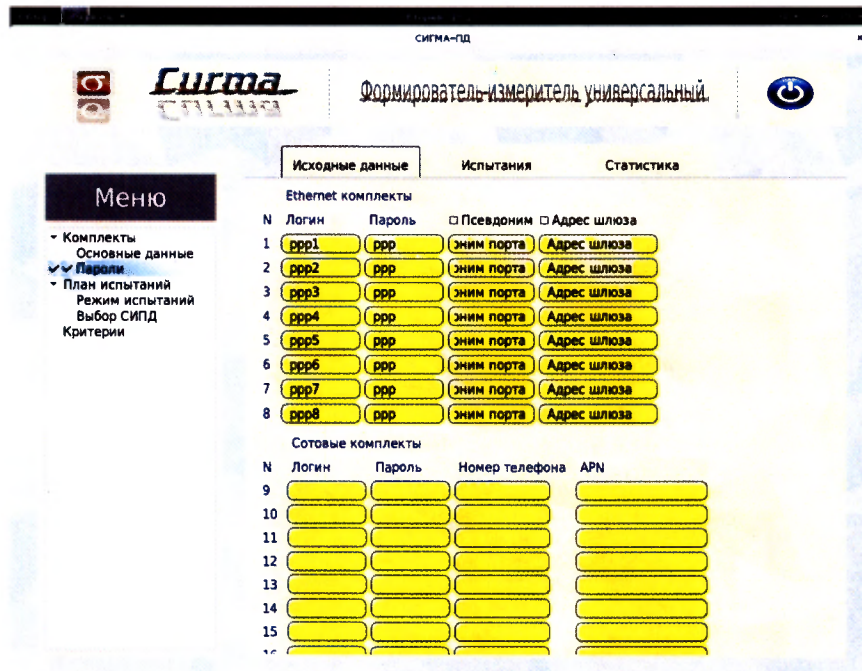 СИГМА-ПД
Сигма
Формирователь-измеритель универсальный
Исходные данные Испытания Статистика
Меню
Комплекты
Основные данные
Пароли
План испытаний
Режим испытаний
Выбор СИПД
Критерии
Ethernet комплекты
N Логин Пароль Псевдоним Адрес шлюза
1 ppp1 ppp эним порта Адрес шлюза
2 ppp2 ppp эним порта Адрес шлюза
3 ppp3 ppp эним порта Адрес шлюза
4 ppp4 ppp эним порта Адрес шлюза
5 ppp5 ppp эним порта Адрес шлюза
6 ppp6 ppp эним порта Адрес шлюза
7 ppp7 ppp эним порта Адрес шлюза
8 ppp8 ppp эним порта Адрес шлюза
Сотовые комплекты
N Логин Пароль Номер телефона APN
9
10
11
12
13
14
15